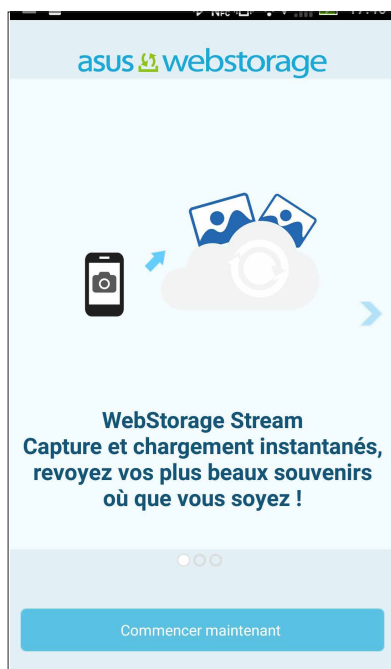 asus webstorage
WebStorage Stream
Capture et chargement instantanés,
revoyez vos plus beaux souvenirs
où que vous soyez !
Commencer maintenant